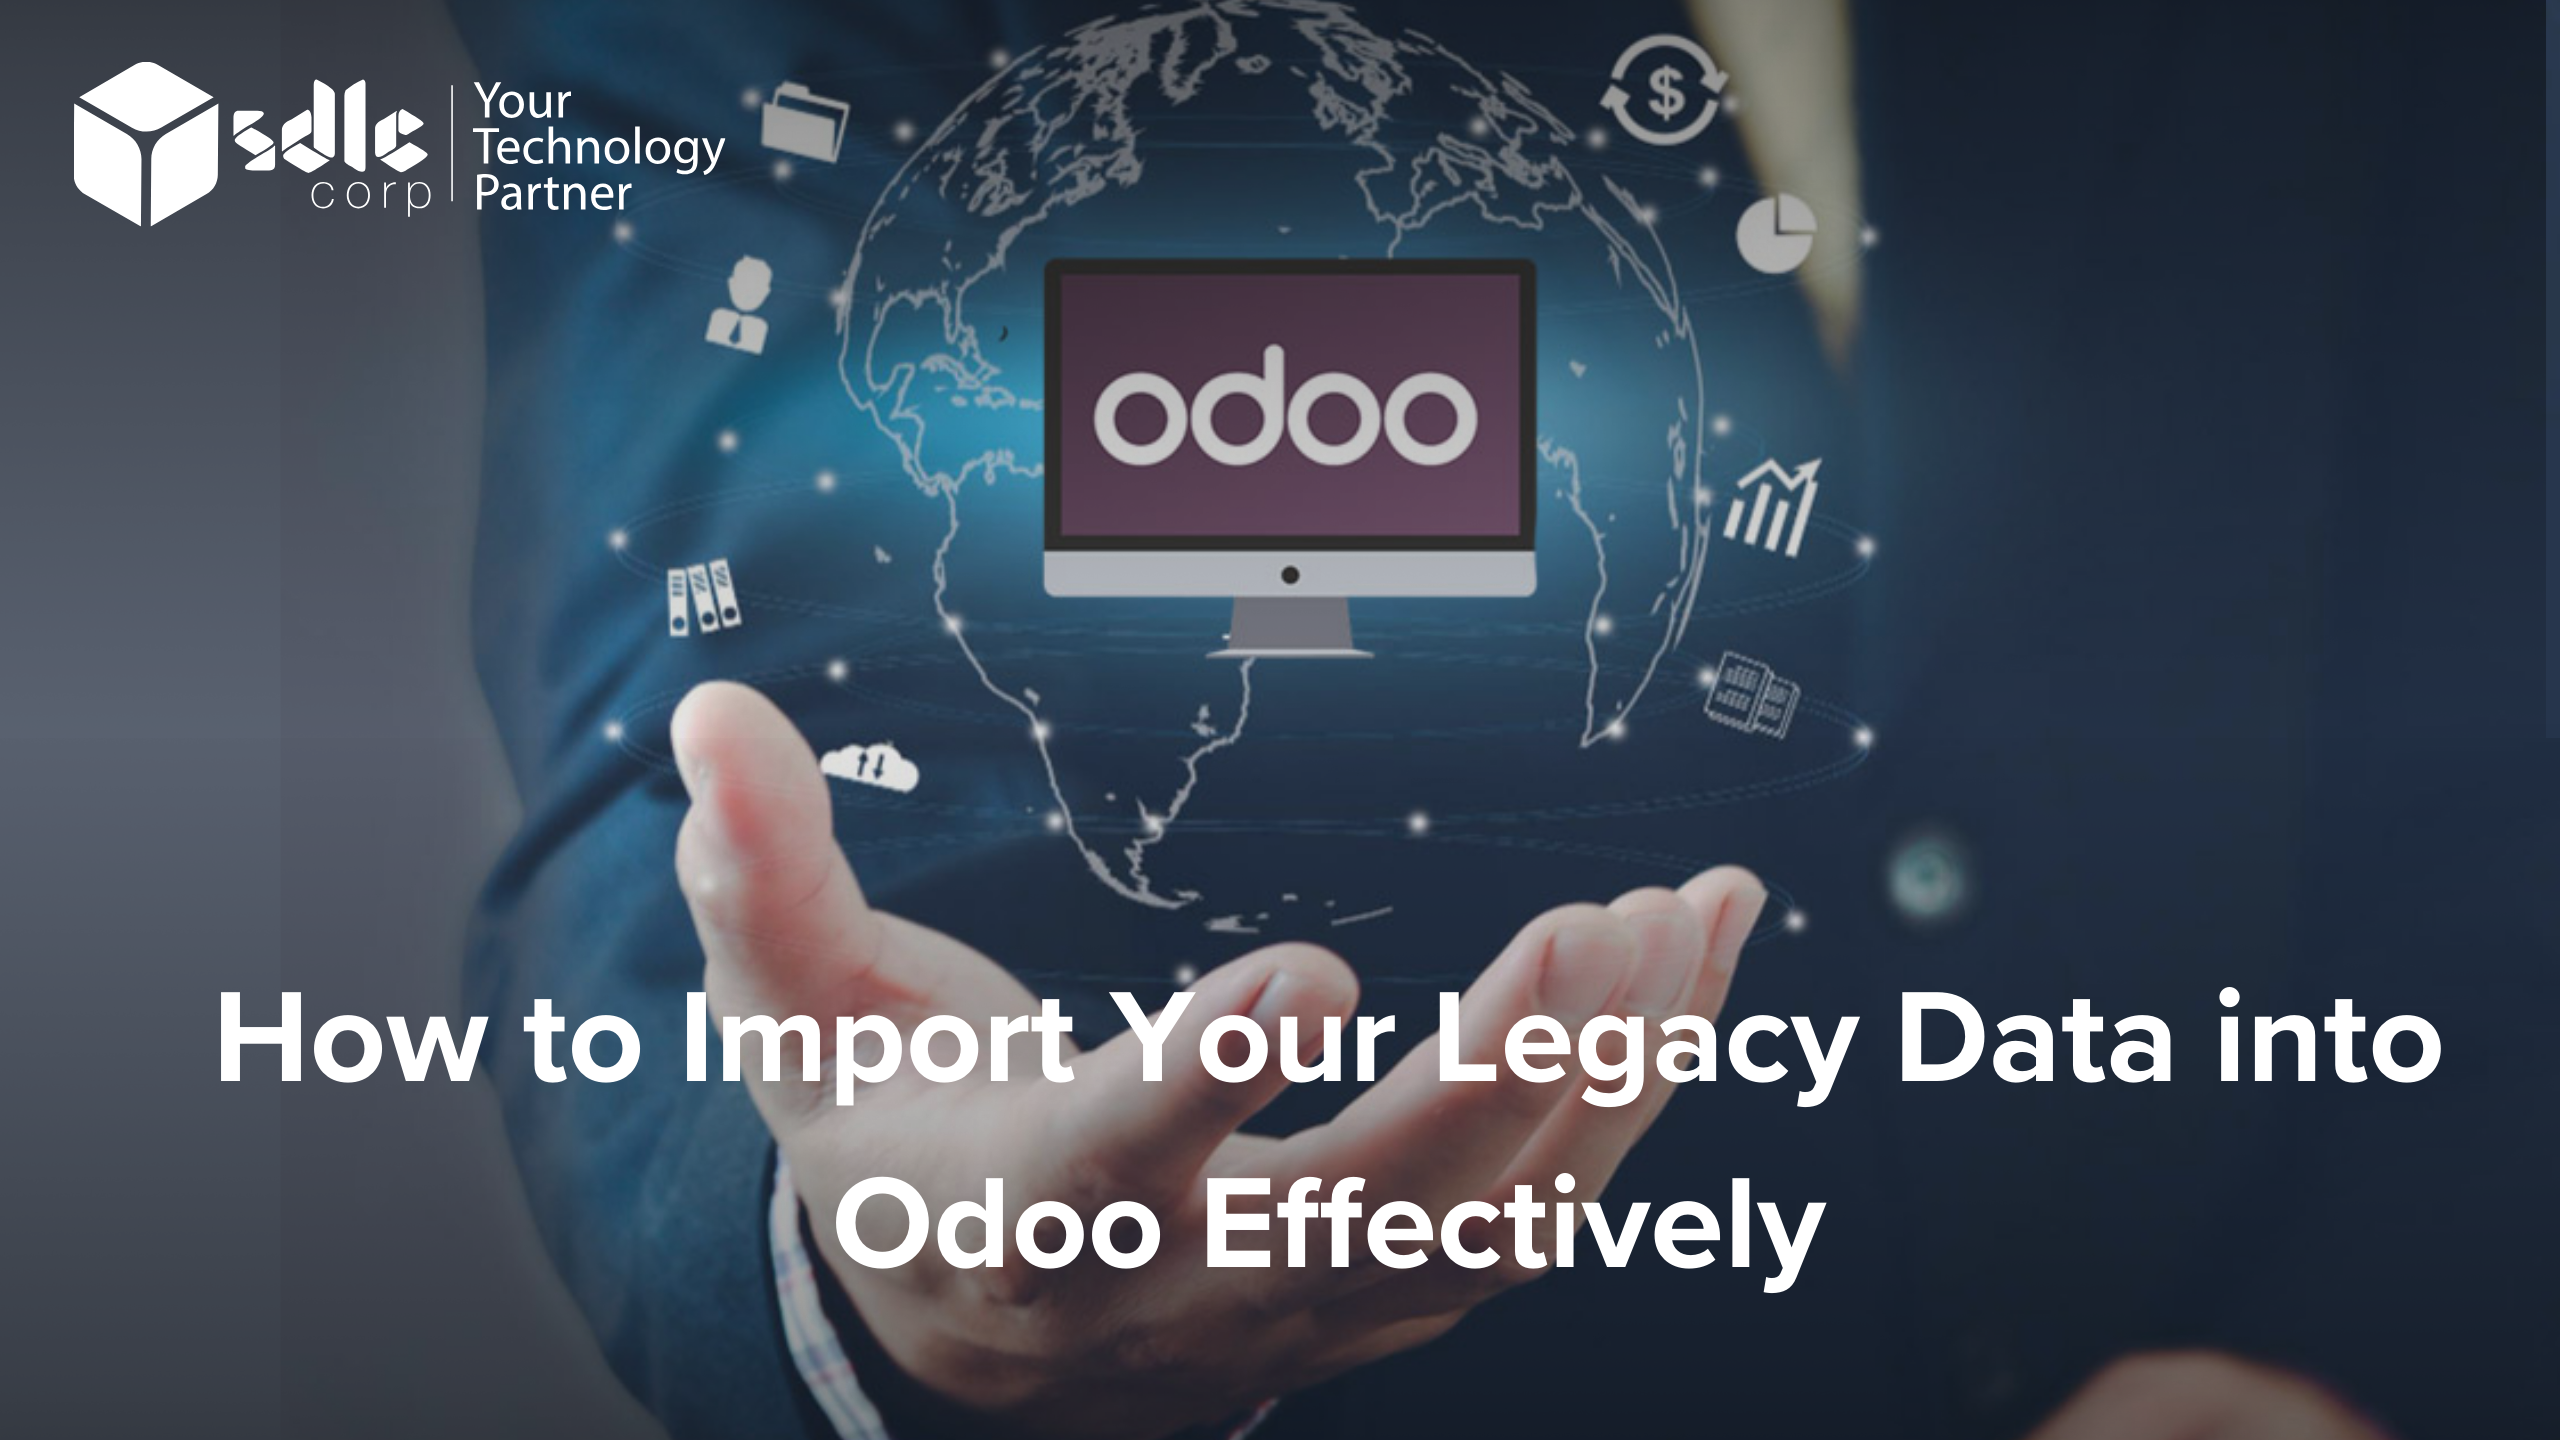 sdlc
corp
Your
Technology
Partner
$
odoo
How to Import Your Legacy Data into
Odoo Effectively